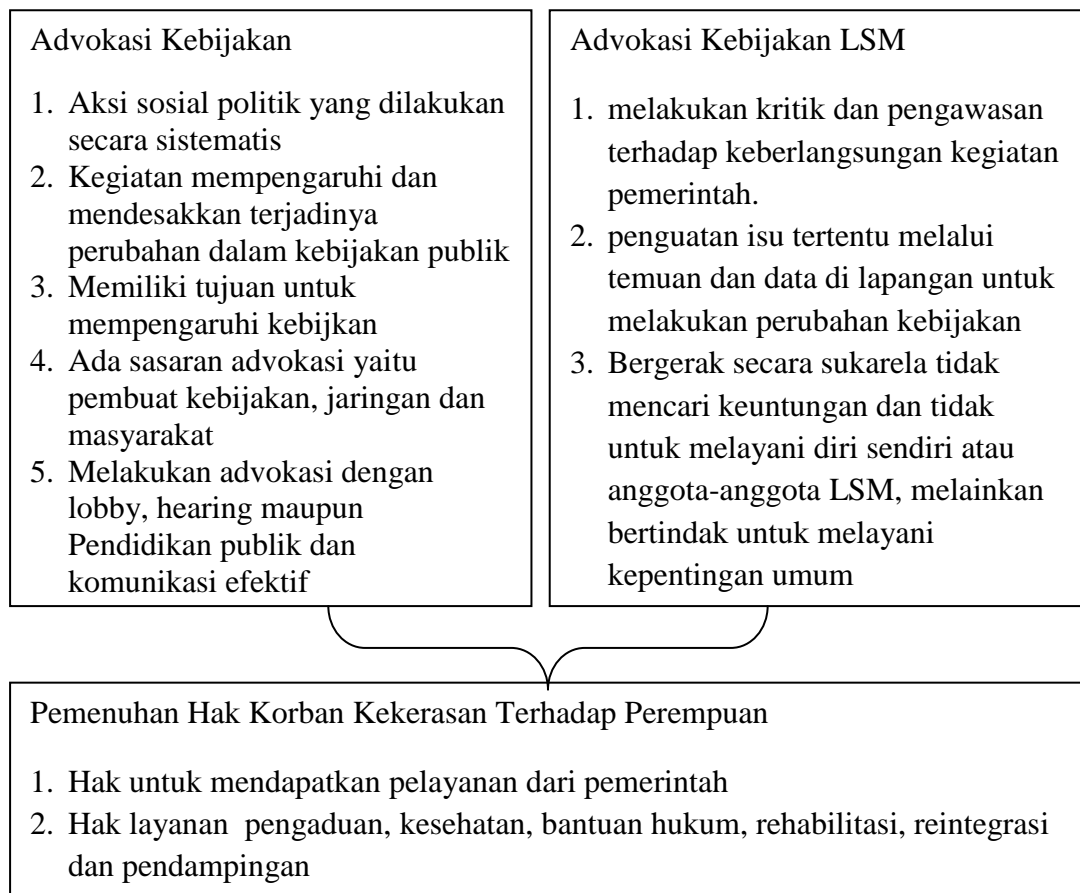 Advokasi Kebijakan
1. Aksi sosial politik yang dilakukan
secara sistematis
2. Kegiatan mempengaruhi dan
mendesakkan terjadinya
perubahan dalam kebijakan publik
3. Memiliki tujuan untuk
mempengaruhi kebijkan
4. Ada sasaran advokasi yaitu
pembuat kebijakan, jaringan dan
masyarakat
5. Melakukan advokasi dengan
lobby, hearing maupun
Pendidikan publik dan
komunikasi efektif
Advokasi Kebijakan LSM
1. melakukan kritik dan pengawasan
terhadap keberlangsungan kegiatan
pemerintah.
2. penguatan isu tertentu melalui
temuan dan data di lapangan untuk
melakukan perubahan kebijakan
3. Bergerak secara sukarela tidak
mencari keuntungan dan tidak
untuk melayani diri sendiri atau
anggota-anggota LSM, melainkan
bertindak untuk melayani
kepentingan umum
Pemenuhan Hak Korban Kekerasan Terhadap Perempuan
1. Hak untuk mendapatkan pelayanan dari pemerintah
2. Hak layanan pengaduan, kesehatan, bantuan hukum, rehabilitasi, reintegrasi
dan pendampingan